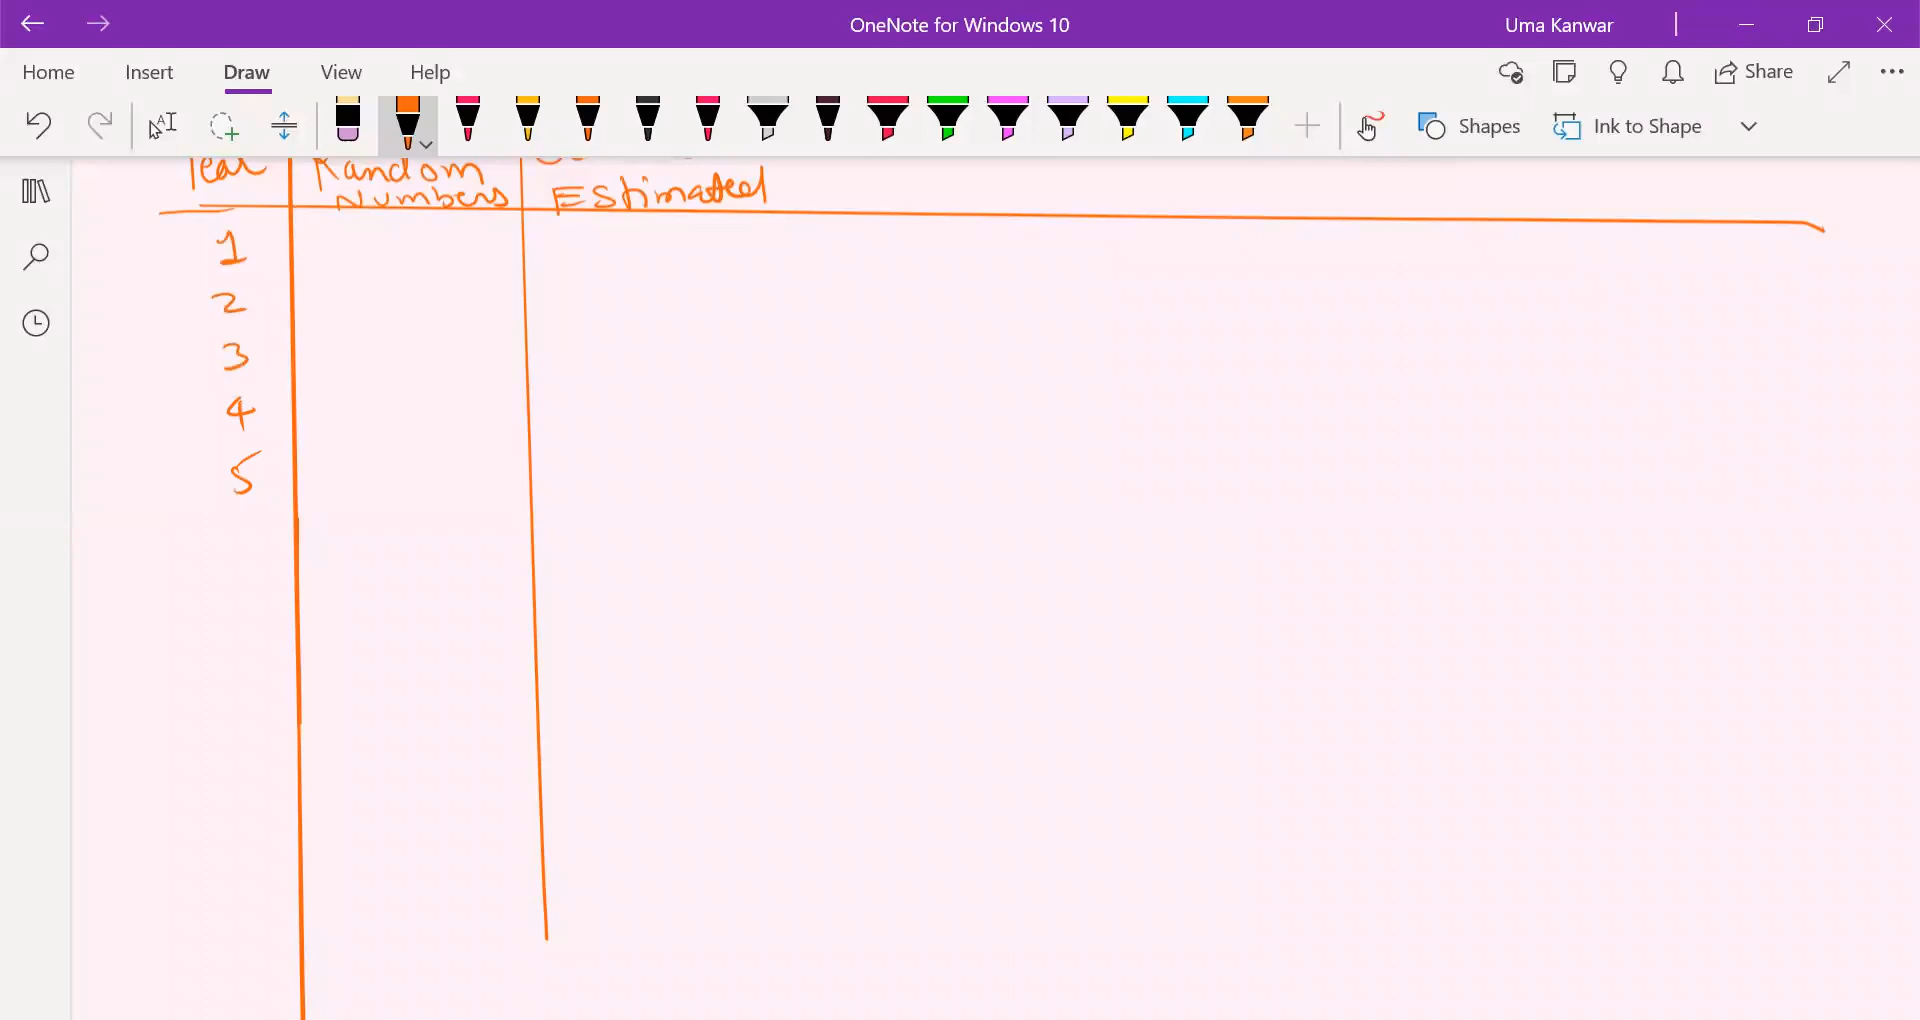 OneNote for Windows 10
Uma Kanwar
Home Insert Draw View Help
Share
Shapes
Ink to Shape
Year Random
Numbers
Estimated
1
2
3
4
5